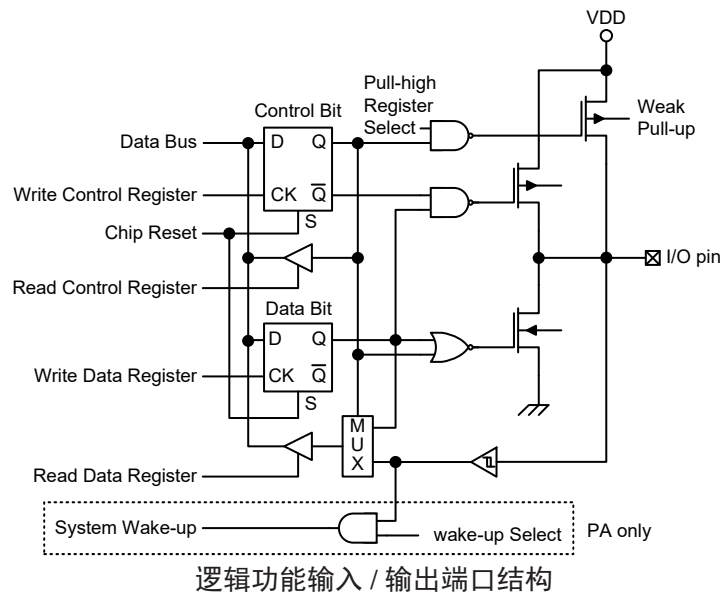 VDD
Pull-high
Register
Select
Weak
Pull-up
Control Bit
Data Bus
D Q
Write Control Register
CK Q
S
Chip Reset
I/O pin
Read Control Register
Data Bit
D Q
Write Data Register
CK Q
S
M
U
X
Read Data Register
System Wake-up
wake-up Select
PA only
逻辑功能输入 / 输出端口结构